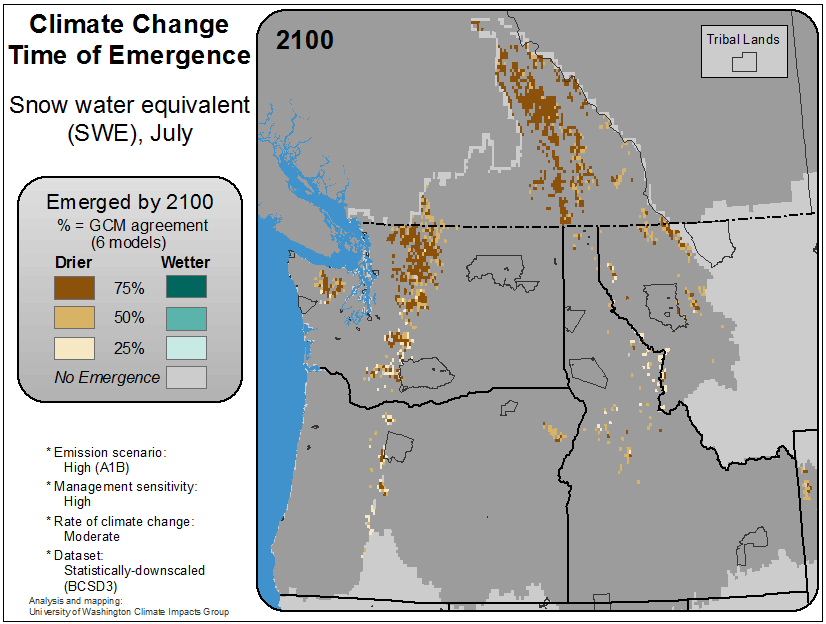 Climate Change
Time of Emergence
Snow water equivalent
(SWE), July
2100
Tribal Lands
Emerged by 2100
% = GCM agreement
(6 models)
Drier Wetter
75%
50%
25%
No Emergence
* Emission scenario:
High (A1B)
* Management sensitivity:
High
* Rate of climate change:
Moderate
* Dataset:
Statistically-downscaled
(BCSD3)
Analysis and mapping:
University of Washington Climate Impacts Group